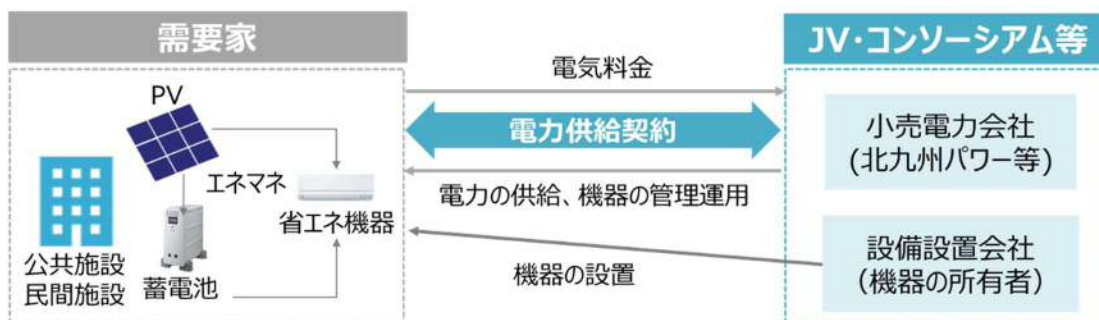 需要家
PV
エネマネ
省エネ機器
公共施設
民間施設
蓄電池
電気料金
電力供給契約
電力の供給、機器の管理運用
機器の設置
JV・コンソーシアム等
小売電力会社
(北九州パワー等)
設備設置会社
(機器の所有者)